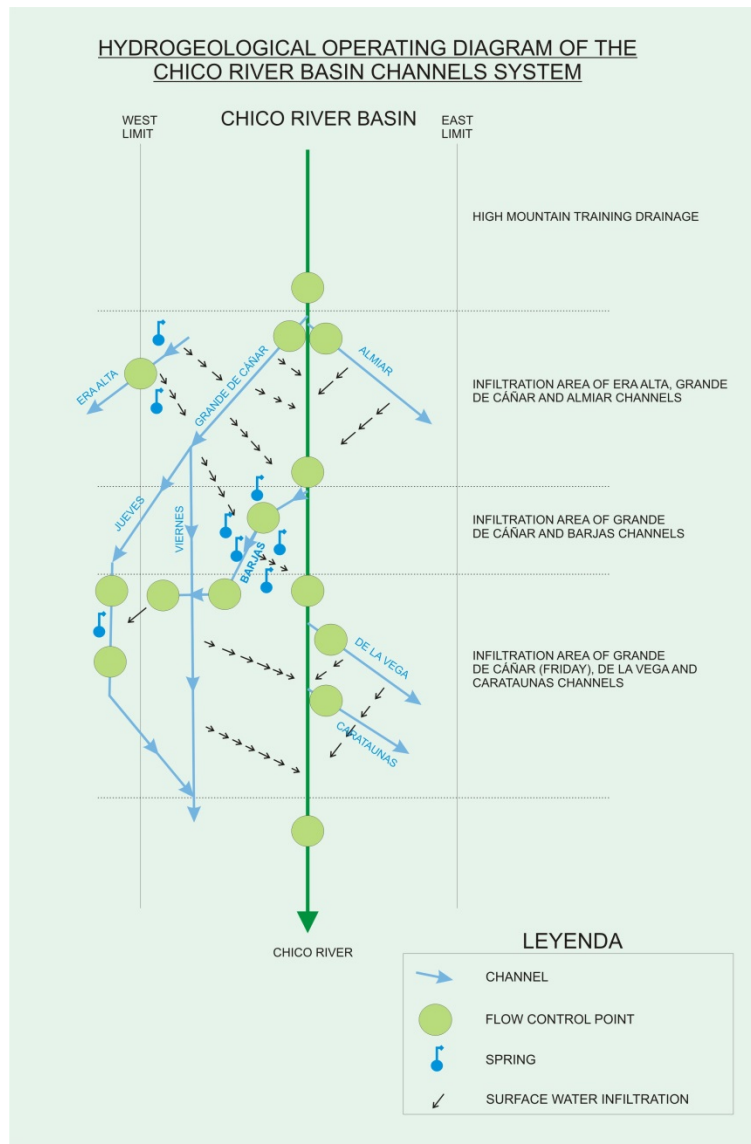 HYDROGEOLOGICAL OPERATING DIAGRAM OF THE
CHICO RIVER BASIN CHANNELS SYSTEM
WEST
LIMIT
CHICO RIVER BASIN
EAST
LIMIT
HIGH MOUNTAIN TRAINING DRAINAGE
ERA ALTA
GRANDE DE CÁÑAR
ALMIAR
INFILTRATION AREA OF ERA ALTA, GRANDE
DE CÁÑAR AND ALMIAR CHANNELS
JUEVES
VIERNES
BARJAS
INFILTRATION AREA OF GRANDE
DE CÁÑAR AND BARJAS CHANNELS
DE LA VEGA
CARATAUNAS
INFILTRATION AREA OF GRANDE
DE CÁÑAR (FRIDAY), DE LA VEGA AND
CARATAUNAS CHANNELS
CHICO RIVER
LEYENDA
CHANNEL
FLOW CONTROL POINT
SPRING
SURFACE WATER INFILTRATION